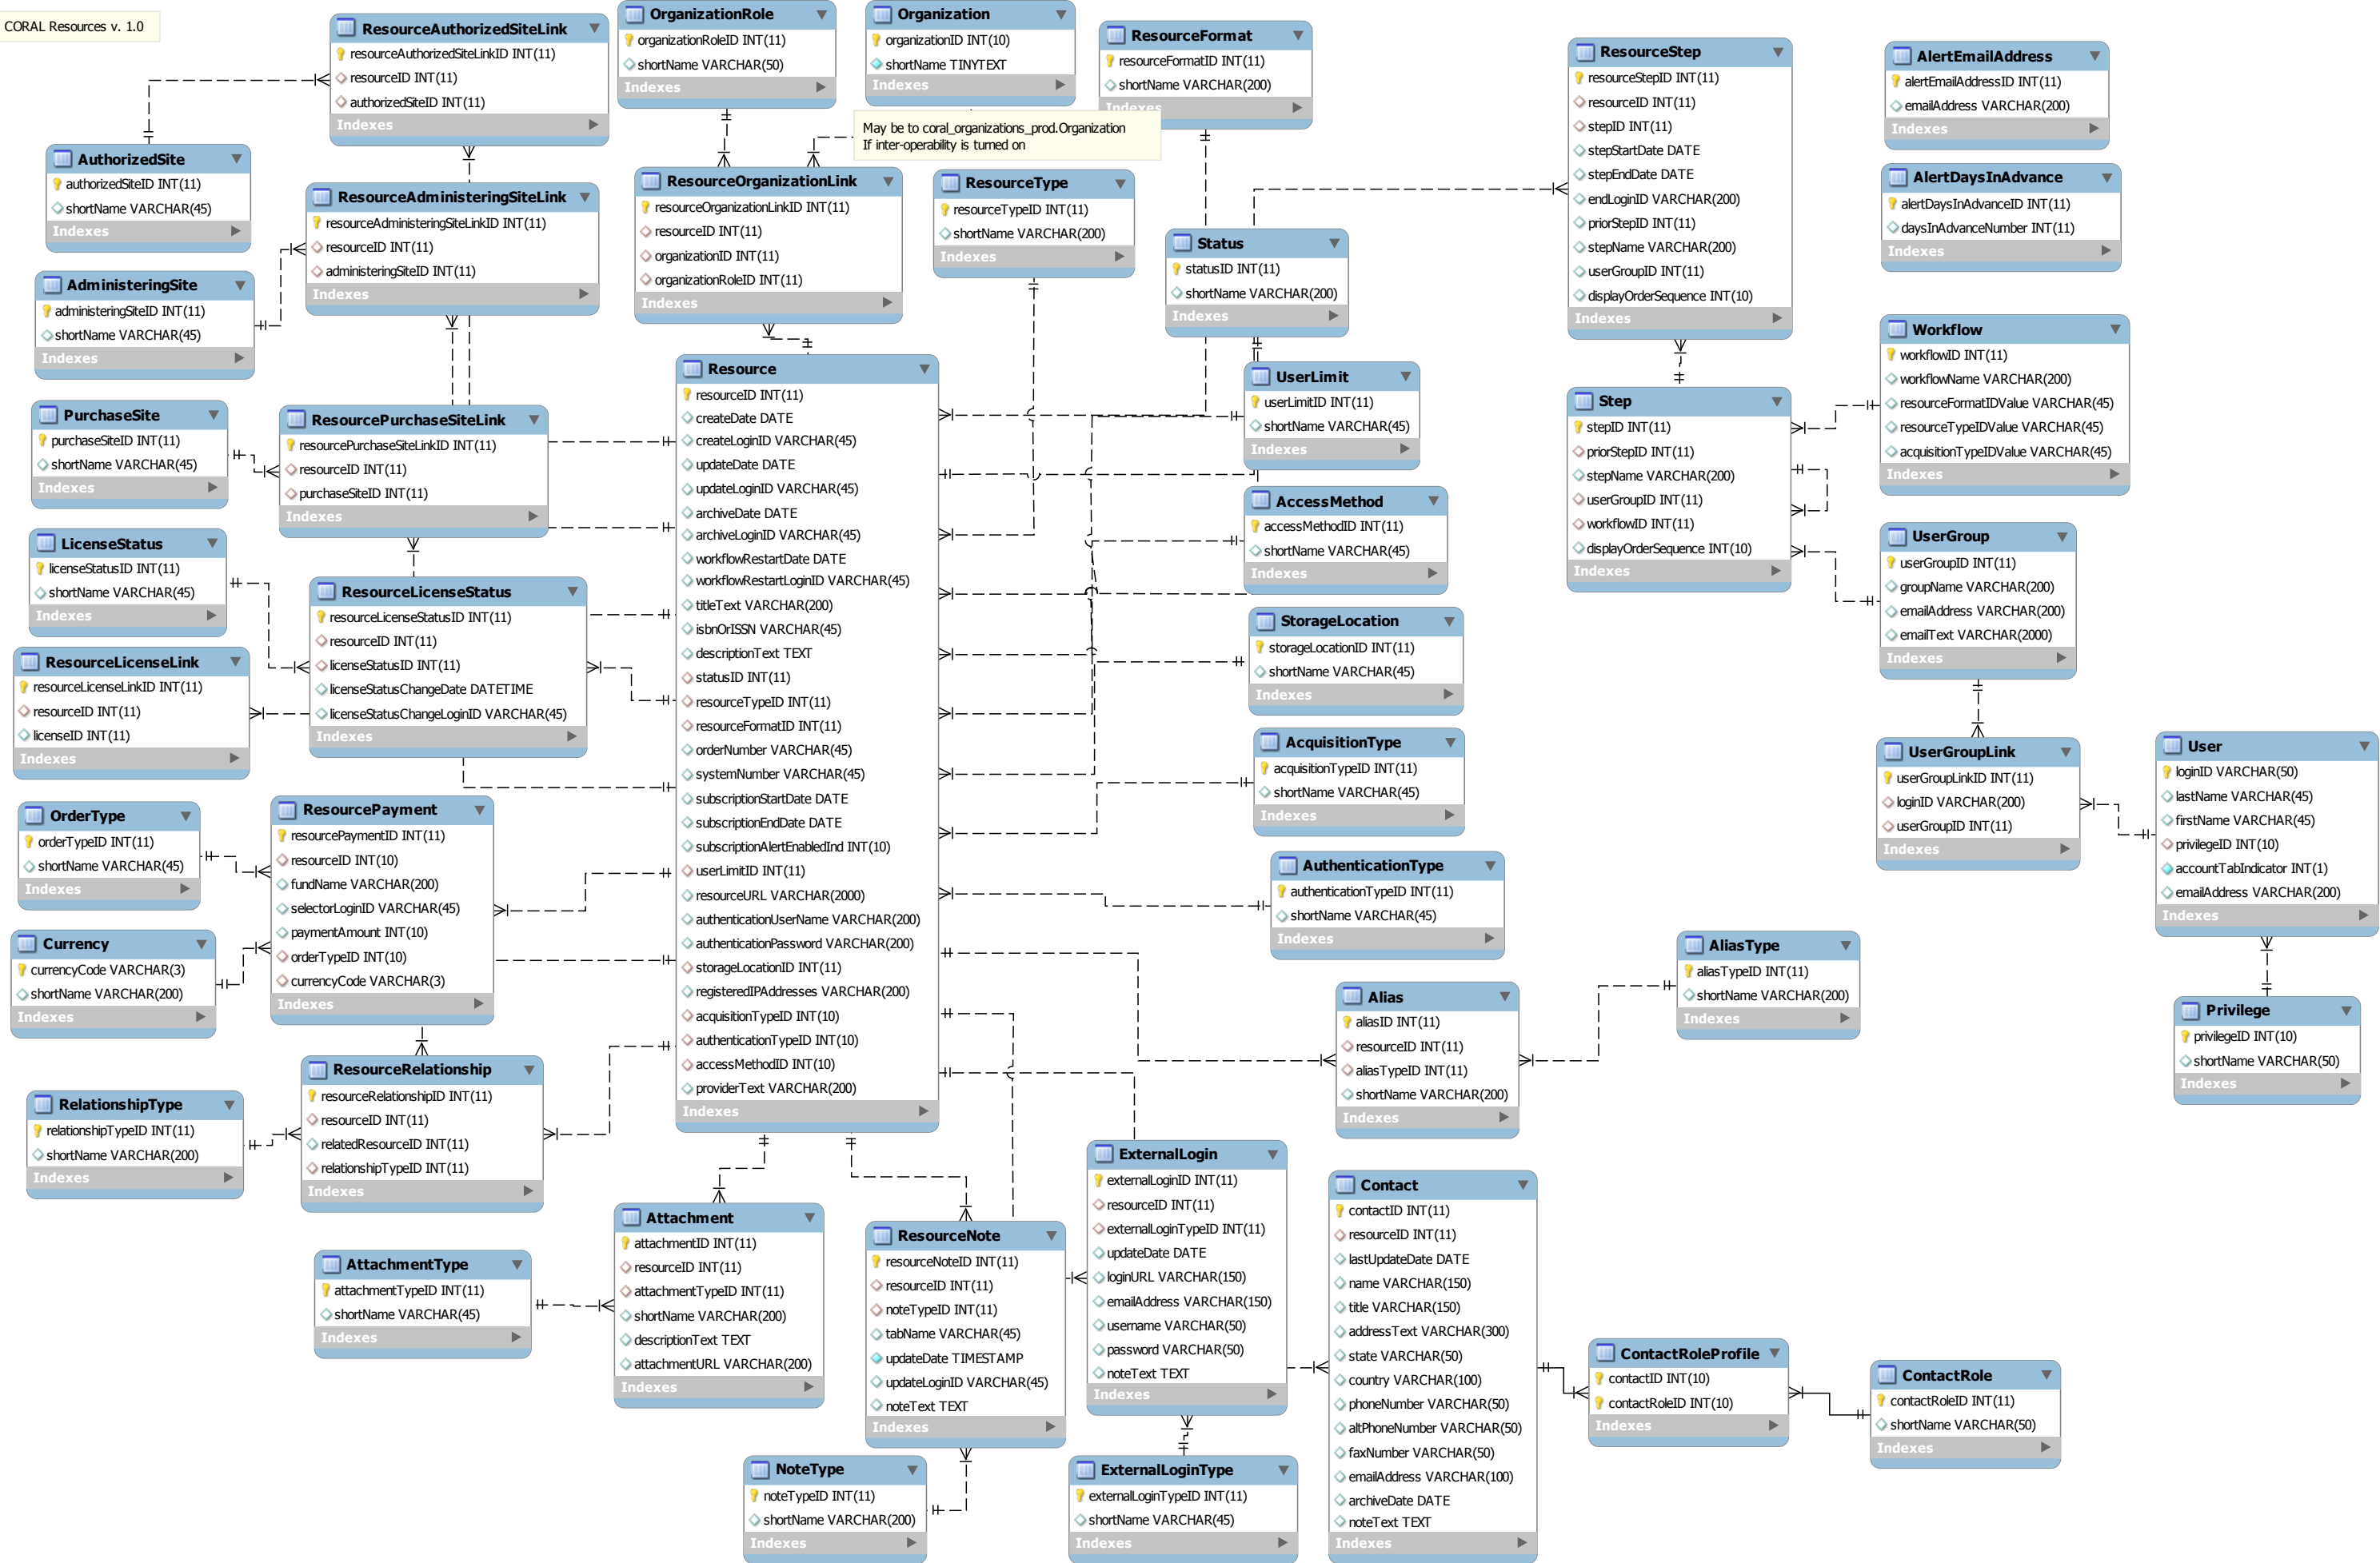 CORAL Resources v. 1.0
ResourceAuthorizedSiteLink
resourceAuthorizedSiteLinkID INT(11)
resourceID INT(11)
authorizedSiteID INT(11)
Indexes
OrganizationRole
organizationRoleID INT(11)
shortName VARCHAR(50)
Indexes
Organization
organizationID INT(10)
shortName TINYTEXT
Indexes
ResourceFormat
resourceFormatID INT(11)
shortName VARCHAR(200)
Indexes
May be to coral_organizations_prod.Organization
If inter-operability is turned on
ResourceStep
resourceStepID INT(11)
resourceID INT(11)
stepID INT(11)
stepStartDate DATE
stepEndDate DATE
endLoginID VARCHAR(200)
priorStepID INT(11)
stepName VARCHAR(200)
userGroupID INT(11)
displayOrderSequence INT(10)
Indexes
AlertEmailAddress
alertEmailAddressID INT(11)
emailAddress VARCHAR(200)
Indexes
AuthorizedSite
authorizedSiteID INT(11)
shortName VARCHAR(45)
Indexes
ResourceAdministeringSiteLink
resourceAdministeringSiteLinkID INT(11)
resourceID INT(11)
administeringSiteID INT(11)
Indexes
ResourceOrganizationLink
resourceOrganizationLinkID INT(11)
resourceID INT(11)
organizationID INT(11)
organizationRoleID INT(11)
Indexes
ResourceType
resourceTypeID INT(11)
shortName VARCHAR(200)
Indexes
Status
statusID INT(11)
shortName VARCHAR(200)
Indexes
AlertDaysInAdvance
alertDaysInAdvanceID INT(11)
daysInAdvanceNumber INT(11)
Indexes
AdministeringSite
administeringSiteID INT(11)
shortName VARCHAR(45)
Indexes
Workflow
workflowID INT(11)
workflowName VARCHAR(200)
resourceFormatIDValue VARCHAR(45)
resourceTypeIDValue VARCHAR(45)
acquisitionTypeIDValue VARCHAR(45)
Indexes
Resource
resourceID INT(11)
createDate DATE
createLoginID VARCHAR(45)
updateDate DATE
updateLoginID VARCHAR(45)
archiveDate DATE
archiveLoginID VARCHAR(45)
workflowRestartDate DATE
workflowRestartLoginID VARCHAR(45)
titleText VARCHAR(200)
isbnOrISSN VARCHAR(45)
descriptionText TEXT
statusID INT(11)
resourceTypeID INT(11)
resourceFormatID INT(11)
orderNumber VARCHAR(45)
systemNumber VARCHAR(45)
subscriptionStartDate DATE
subscriptionEndDate DATE
subscriptionAlertEnabledInd INT(10)
userLimitID INT(11)
resourceURL VARCHAR(2000)
authenticationUserName VARCHAR(200)
authenticationPassword VARCHAR(200)
storageLocationID INT(11)
registeredIPAddresses VARCHAR(200)
acquisitionTypeID INT(10)
authenticationTypeID INT(10)
accessMethodID INT(10)
providerText VARCHAR(200)
Indexes
UserLimit
userLimitID INT(11)
shortName VARCHAR(45)
Indexes
Step
stepID INT(11)
priorStepID INT(11)
stepName VARCHAR(200)
userGroupID INT(11)
workflowID INT(11)
displayOrderSequence INT(10)
Indexes
PurchaseSite
purchaseSiteID INT(11)
shortName VARCHAR(45)
Indexes
ResourcePurchaseSiteLink
resourcePurchaseSiteLinkID INT(11)
resourceID INT(11)
purchaseSiteID INT(11)
Indexes
AccessMethod
accessMethodID INT(11)
shortName VARCHAR(45)
Indexes
UserGroup
userGroupID INT(11)
groupName VARCHAR(200)
emailAddress VARCHAR(200)
emailText VARCHAR(2000)
Indexes
LicenseStatus
licenseStatusID INT(11)
shortName VARCHAR(45)
Indexes
ResourceLicenseStatus
resourceLicenseStatusID INT(11)
resourceID INT(11)
licenseStatusID INT(11)
licenseStatusChangeDate DATETIME
licenseStatusChangeLoginID VARCHAR(45)
Indexes
StorageLocation
storageLocationID INT(11)
shortName VARCHAR(45)
Indexes
ResourceLicenseLink
resourceLicenseLinkID INT(11)
resourceID INT(11)
licenseID INT(11)
Indexes
AcquisitionType
acquisitionTypeID INT(11)
shortName VARCHAR(45)
Indexes
UserGroupLink
userGroupLinkID INT(11)
loginID VARCHAR(200)
userGroupID INT(11)
Indexes
User
loginID VARCHAR(50)
lastName VARCHAR(45)
firstName VARCHAR(45)
privilegeID INT(10)
accountTabIndicator INT(1)
emailAddress VARCHAR(200)
Indexes
OrderType
orderTypeID INT(11)
shortName VARCHAR(45)
Indexes
ResourcePayment
resourcePaymentID INT(11)
resourceID INT(10)
fundName VARCHAR(200)
selectorLoginID VARCHAR(45)
paymentAmount INT(10)
orderTypeID INT(10)
currencyCode VARCHAR(3)
Indexes
AuthenticationType
authenticationTypeID INT(11)
shortName VARCHAR(45)
Indexes
Currency
currencyCode VARCHAR(3)
shortName VARCHAR(200)
Indexes
AliasType
aliasTypeID INT(11)
shortName VARCHAR(200)
Indexes
Alias
aliasID INT(11)
resourceID INT(11)
aliasTypeID INT(11)
shortName VARCHAR(200)
Indexes
Privilege
privilegeID INT(10)
shortName VARCHAR(50)
Indexes
ResourceRelationship
resourceRelationshipID INT(11)
resourceID INT(11)
relatedResourceID INT(11)
relationshipTypeID INT(11)
Indexes
RelationshipType
relationshipTypeID INT(11)
shortName VARCHAR(200)
Indexes
ExternalLogin
externalLoginID INT(11)
resourceID INT(11)
externalLoginTypeID INT(11)
updateDate DATE
loginURL VARCHAR(150)
emailAddress VARCHAR(150)
username VARCHAR(50)
password VARCHAR(50)
noteText TEXT
Indexes
Contact
contactID INT(11)
resourceID INT(11)
lastUpdateDate DATE
name VARCHAR(150)
title VARCHAR(150)
addressText VARCHAR(300)
state VARCHAR(50)
country VARCHAR(100)
phoneNumber VARCHAR(50)
altPhoneNumber VARCHAR(50)
faxNumber VARCHAR(50)
emailAddress VARCHAR(100)
archiveDate DATE
noteText TEXT
Indexes
Attachment
attachmentID INT(11)
resourceID INT(11)
attachmentTypeID INT(11)
shortName VARCHAR(200)
descriptionText TEXT
attachmentURL VARCHAR(200)
Indexes
ResourceNote
resourceNoteID INT(11)
resourceID INT(11)
noteTypeID INT(11)
tabName VARCHAR(45)
updateDate TIMESTAMP
updateLoginID VARCHAR(45)
noteText TEXT
Indexes
AttachmentType
attachmentTypeID INT(11)
shortName VARCHAR(45)
Indexes
ContactRoleProfile
contactID INT(10)
contactRoleID INT(10)
Indexes
ContactRole
contactRoleID INT(11)
shortName VARCHAR(50)
Indexes
NoteType
noteTypeID INT(11)
shortName VARCHAR(200)
Indexes
ExternalLoginType
externalLoginTypeID INT(11)
shortName VARCHAR(45)
Indexes